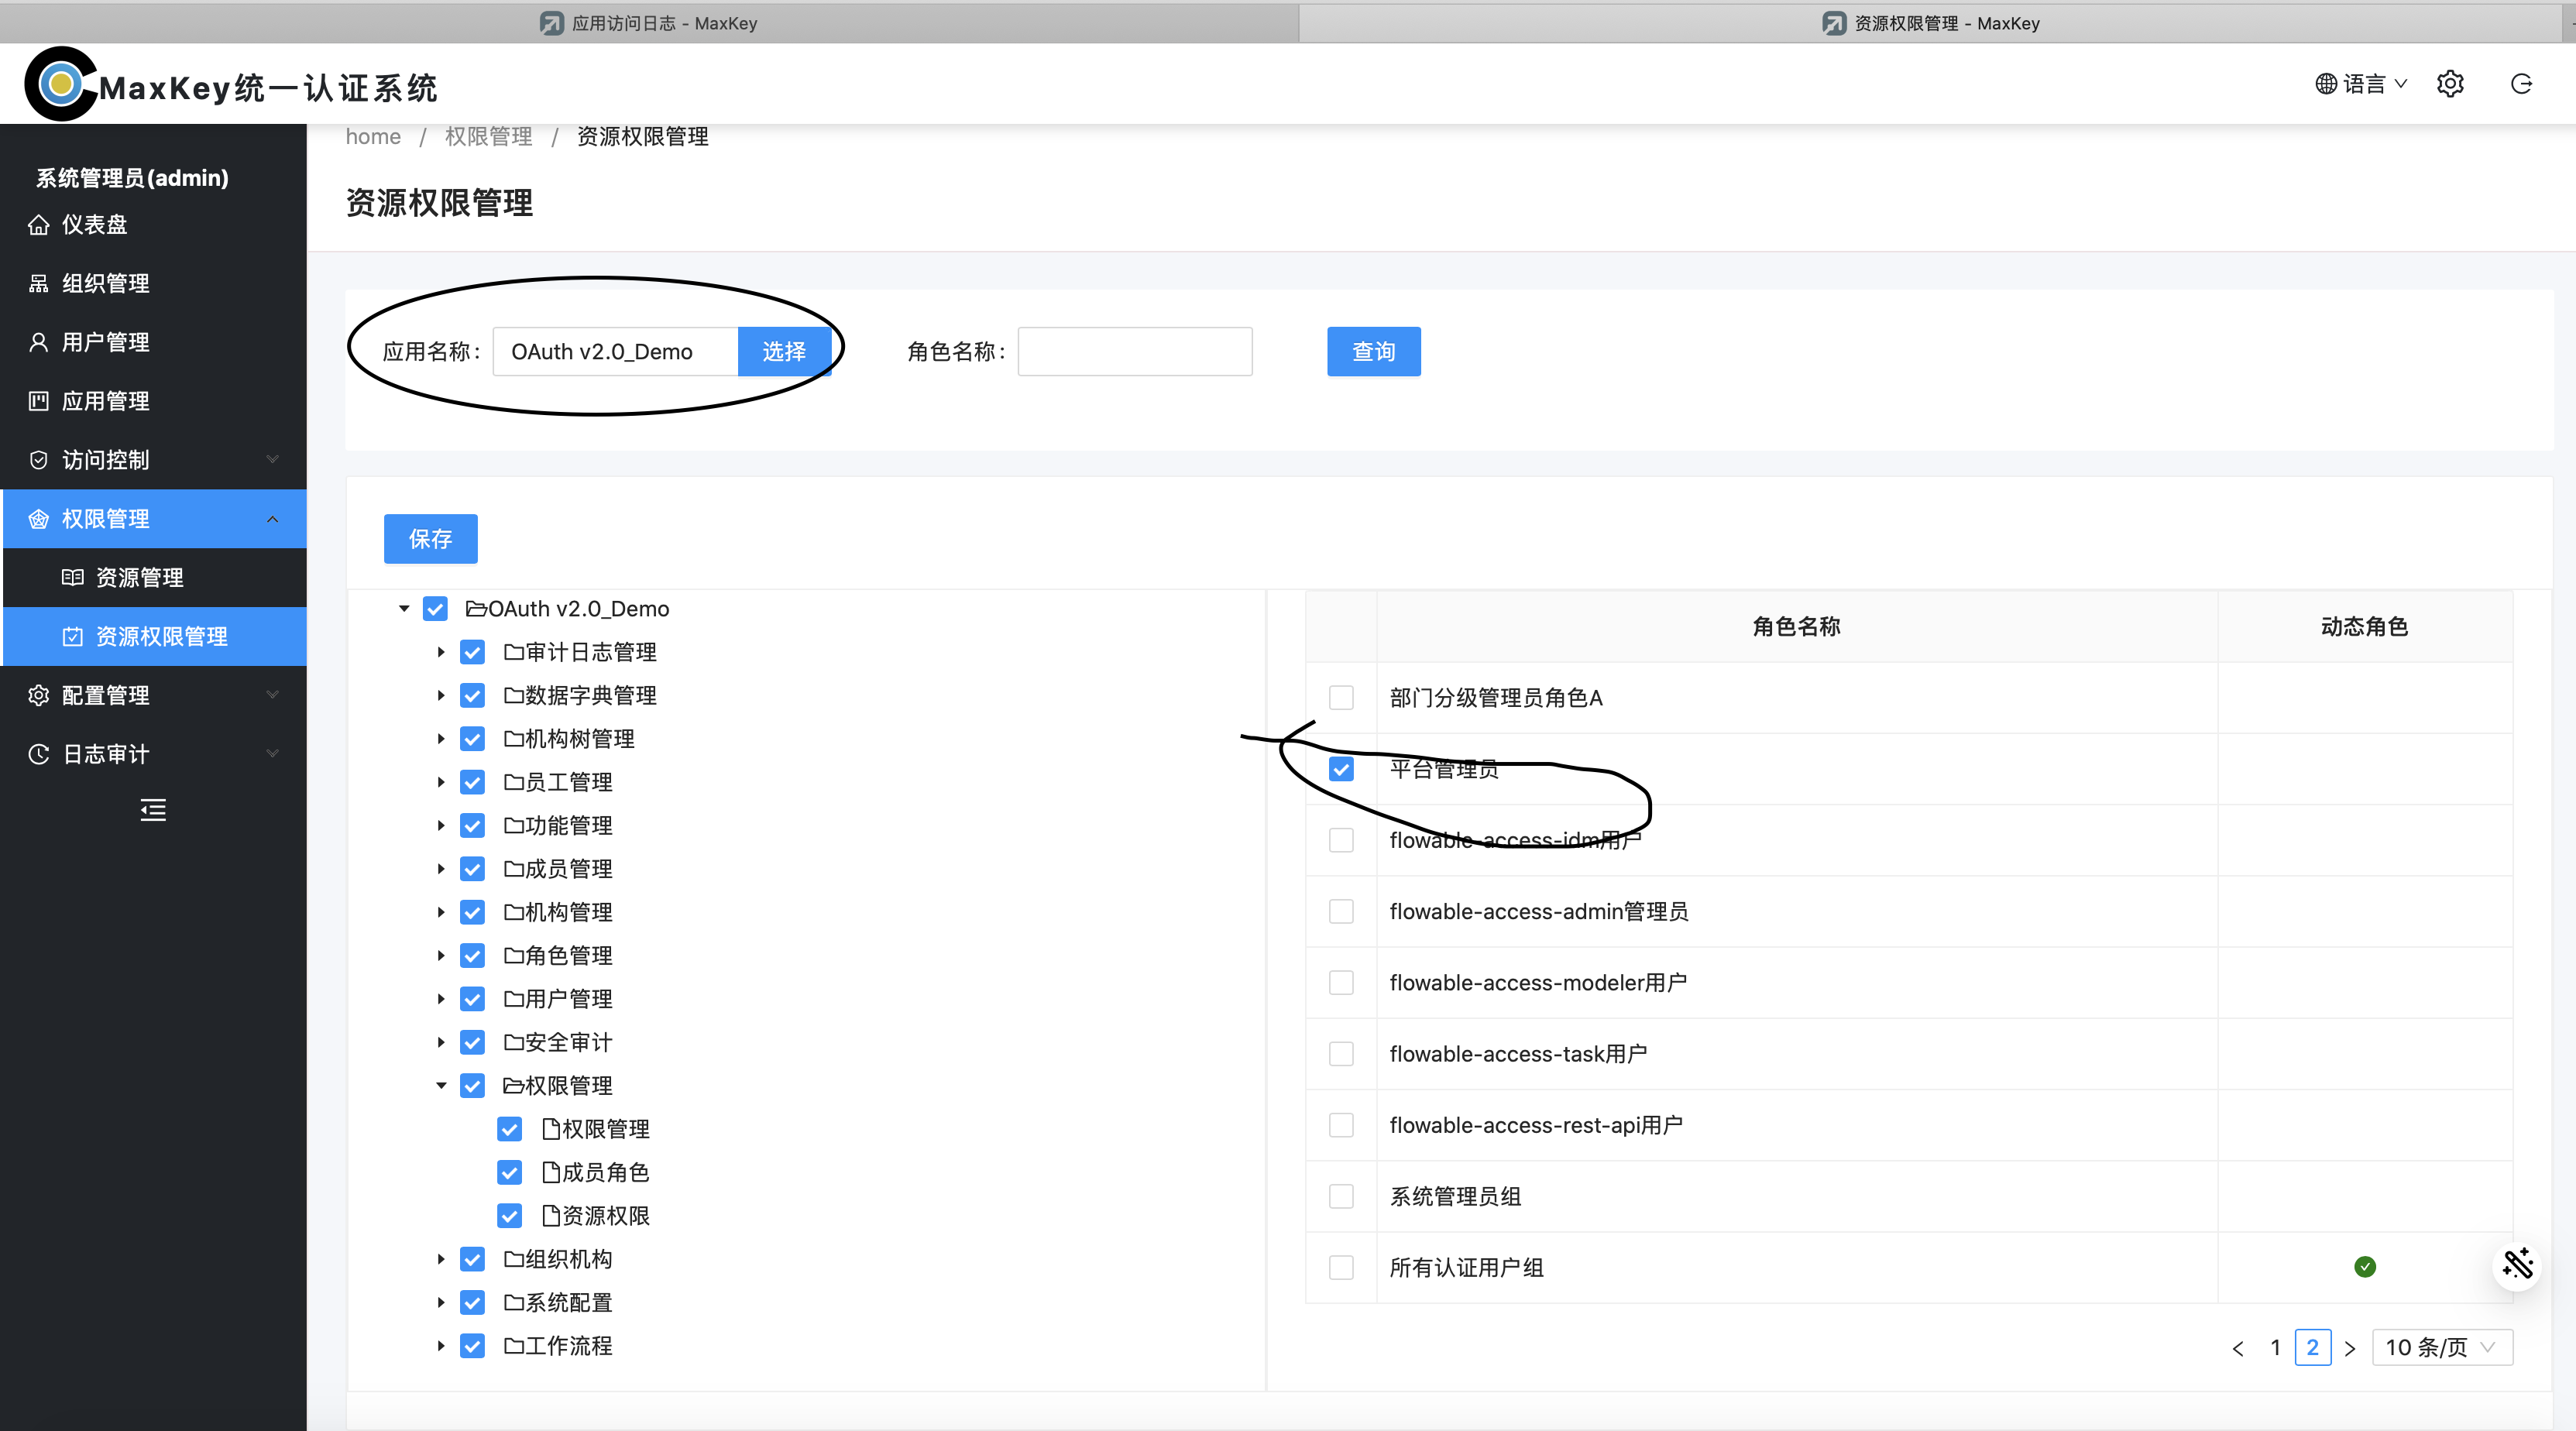 应用访问日志 - MaxKey
资源权限管理 - MaxKey
MaxKey统一认证系统
语言
系统管理员(admin)
仪表盘
组织管理
用户管理
应用管理
访问控制
权限管理
资源管理
资源权限管理
配置管理
日志审计
home / 权限管理 / 资源权限管理
资源权限管理
应用名称: OAuth v2.0_Demo 选择 角色名称: 查询
保存
OAuth v2.0_Demo
审计日志管理
数据字典管理
机构树管理
员工管理
功能管理
成员管理
机构管理
角色管理
用户管理
安全审计
权限管理
权限管理
成员角色
资源权限
组织机构
系统配置
工作流程
角色名称 动态角色
部门分级管理员角色A
平台管理员
flowable-access-idm用户
flowable-access-admin管理员
flowable-access-modeler用户
flowable-access-task用户
flowable-access-rest-api用户
系统管理员组
所有认证用户组
< 1 2 > 10 条/页